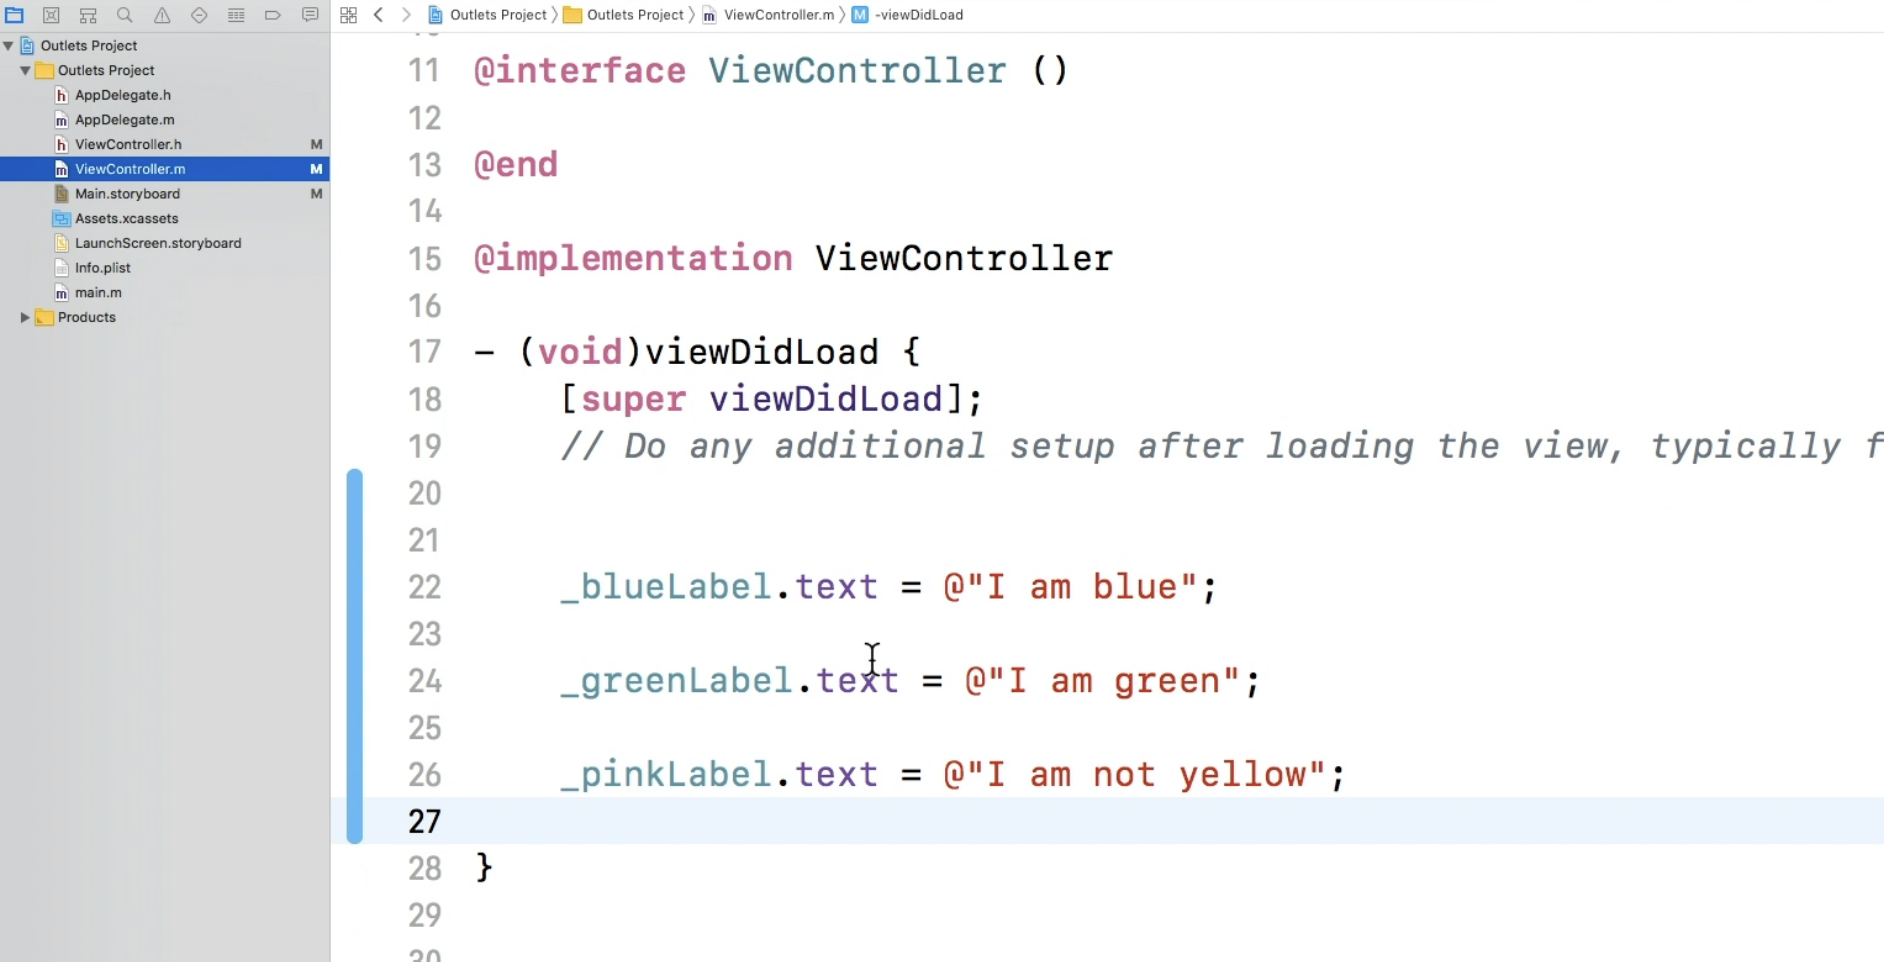 Outlets Project
Outlets Project
ViewController.m
-viewDidLoad
Outlets Project
Outlets Project
AppDelegate.h
AppDelegate.m
ViewController.h M
ViewController.m M
Main.storyboard M
Assets.xcassets
LaunchScreen.storyboard
Info.plist
main.m
Products
11 @interface ViewController ()
12
13 @end
14
15 @implementation ViewController
16
17 - (void)viewDidLoad {
18 [super viewDidLoad];
19 // Do any additional setup after loading the view, typically f
20
21
22 _blueLabel.text = @"I am blue";
23
24 _greenLabel.text = @"I am green";
25
26 _pinkLabel.text = @"I am not yellow";
27
28 }
29
30